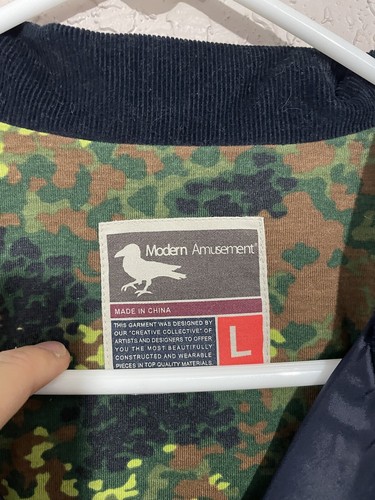 Modern Amusement®
MADE IN CHINA
THIS GARMENT WAS DESIGNED BY
OUR "CREATIVE COLLECTIVE" OF
ARTISTS AND DESIGNERS TO OFFER
YOU THE MOST BEAUTIFULLY
CONSTRUCTED AND WEARABLE
PIECES IN TOP QUALITY MATERIALS
L